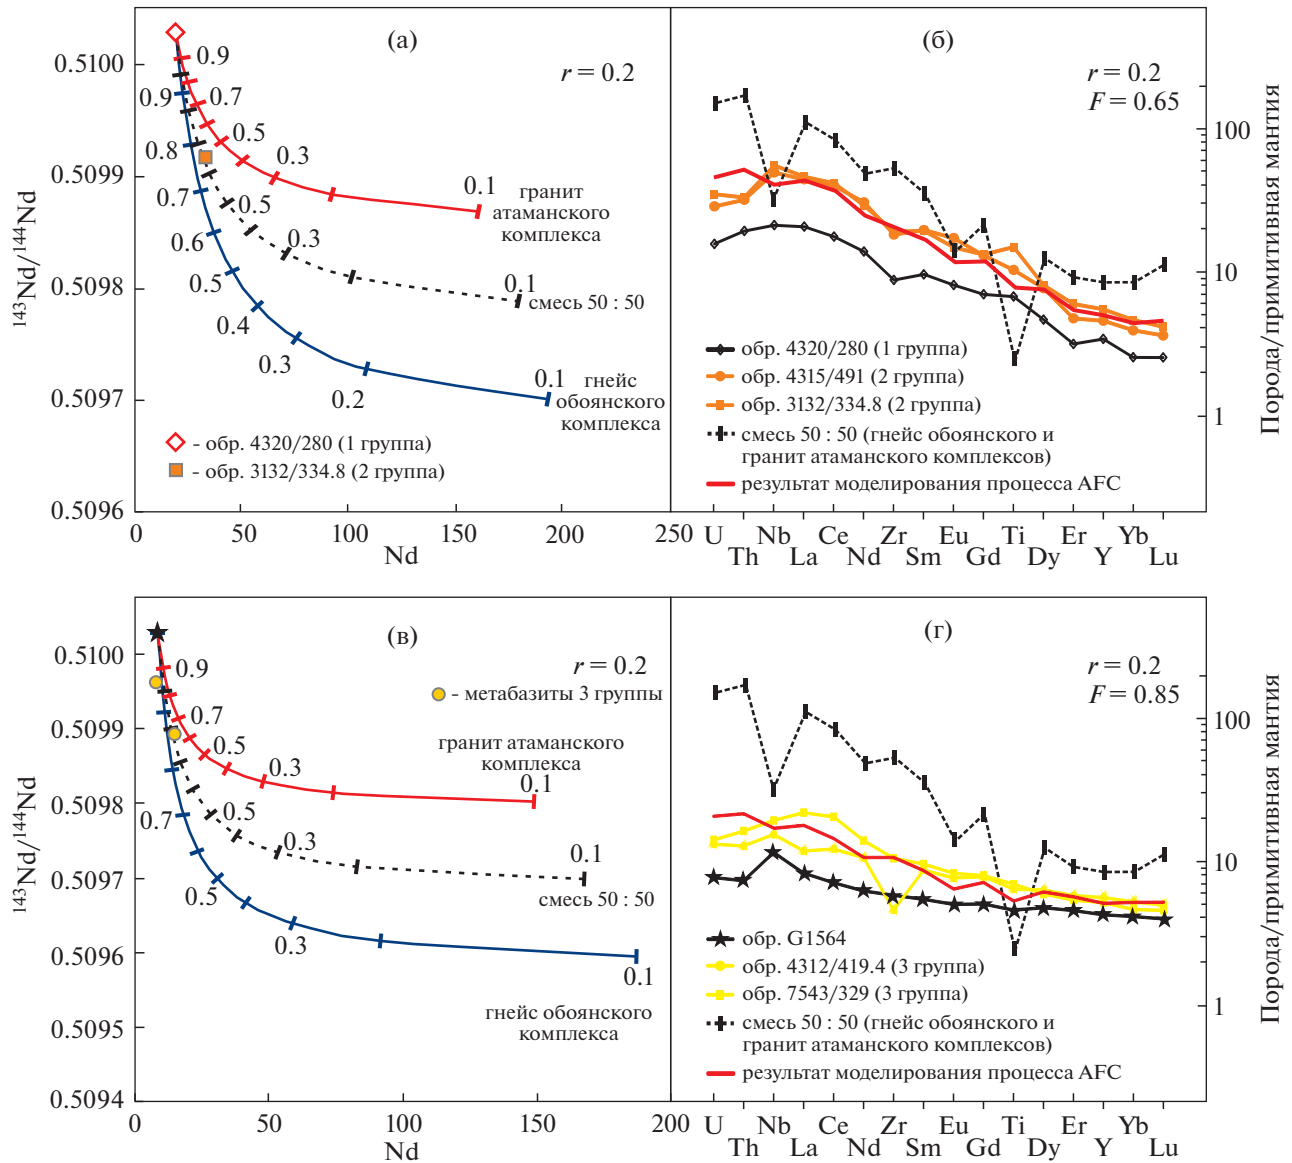 (а)
r = 0.2
0.5100
0.5099
0.5098
0.5097
0.5096
¹⁴³Nd/¹⁴⁴Nd
0.9
0.7
0.5
0.3
0.1
гранит
атаманского
комплекса
0.5
0.3
0.1
смесь 50 : 50
0.9
0.8
0.7
0.6
0.5
0.4
0.3
0.2
0.1
гнейс
обоянского
комплекса
- обр. 4320/280 (1 группа)
- обр. 3132/334.8 (2 группа)
0
50
100
150
200
250
Nd
(б)
r = 0.2
F = 0.65
100
10
1
Порода/примитивная мантия
обр. 4320/280 (1 группа)
обр. 4315/491 (2 группа)
обр. 3132/334.8 (2 группа)
смесь 50 : 50 (гнейс обоянского и
гранит атаманского комплексов)
результат моделирования процесса AFC
U Nb Ce Zr Eu Ti Er Yb
Th La Nd Sm Gd Dy Y Lu
(в)
r = 0.2
- метабазиты 3 группы
0.5100
0.5099
0.5098
0.5097
0.5096
0.5095
0.5094
¹⁴³Nd/¹⁴⁴Nd
0.9
0.7
0.5
0.3
0.1
гранит атаманского
комплекса
0.5
0.3
0.1
смесь 50 : 50
0.7
0.5
0.3
0.1
гнейс обоянского
комплекса
0
50
100
150
200
Nd
(г)
r = 0.2
F = 0.85
100
10
1
Порода/примитивная мантия
обр. G1564
обр. 4312/419.4 (3 группа)
обр. 7543/329 (3 группа)
смесь 50 : 50 (гнейс обоянского и
гранит атаманского комплексов)
результат моделирования процесса AFC
U Nb Ce Zr Eu Ti Er Yb
Th La Nd Sm Gd Dy Y Lu